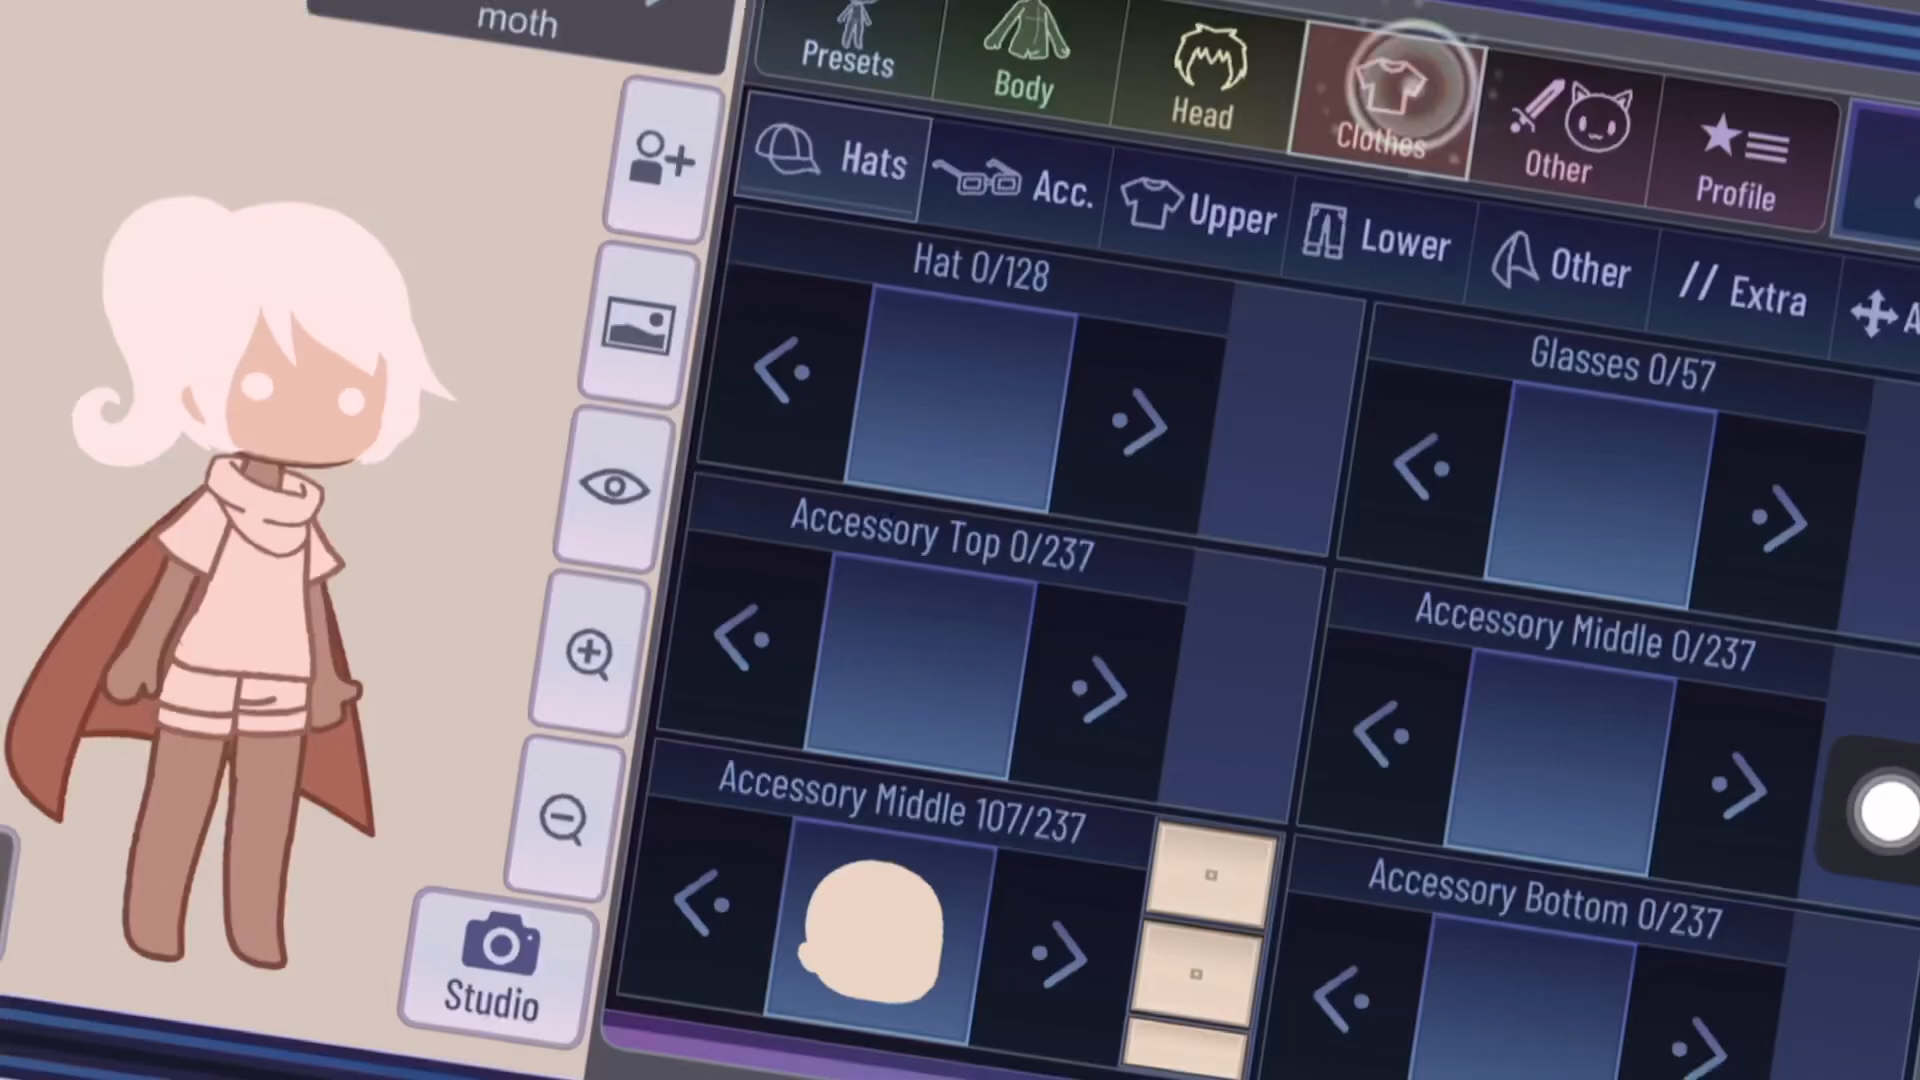 moth
Presets
Body
Head
Clothes
Other
Profile
Hats
Acc.
Upper
Lower
Other
Extra
Hat 0/128
Glasses 0/57
Accessory Top 0/237
Accessory Middle 0/237
Accessory Middle 107/237
Accessory Bottom 0/237
Studio